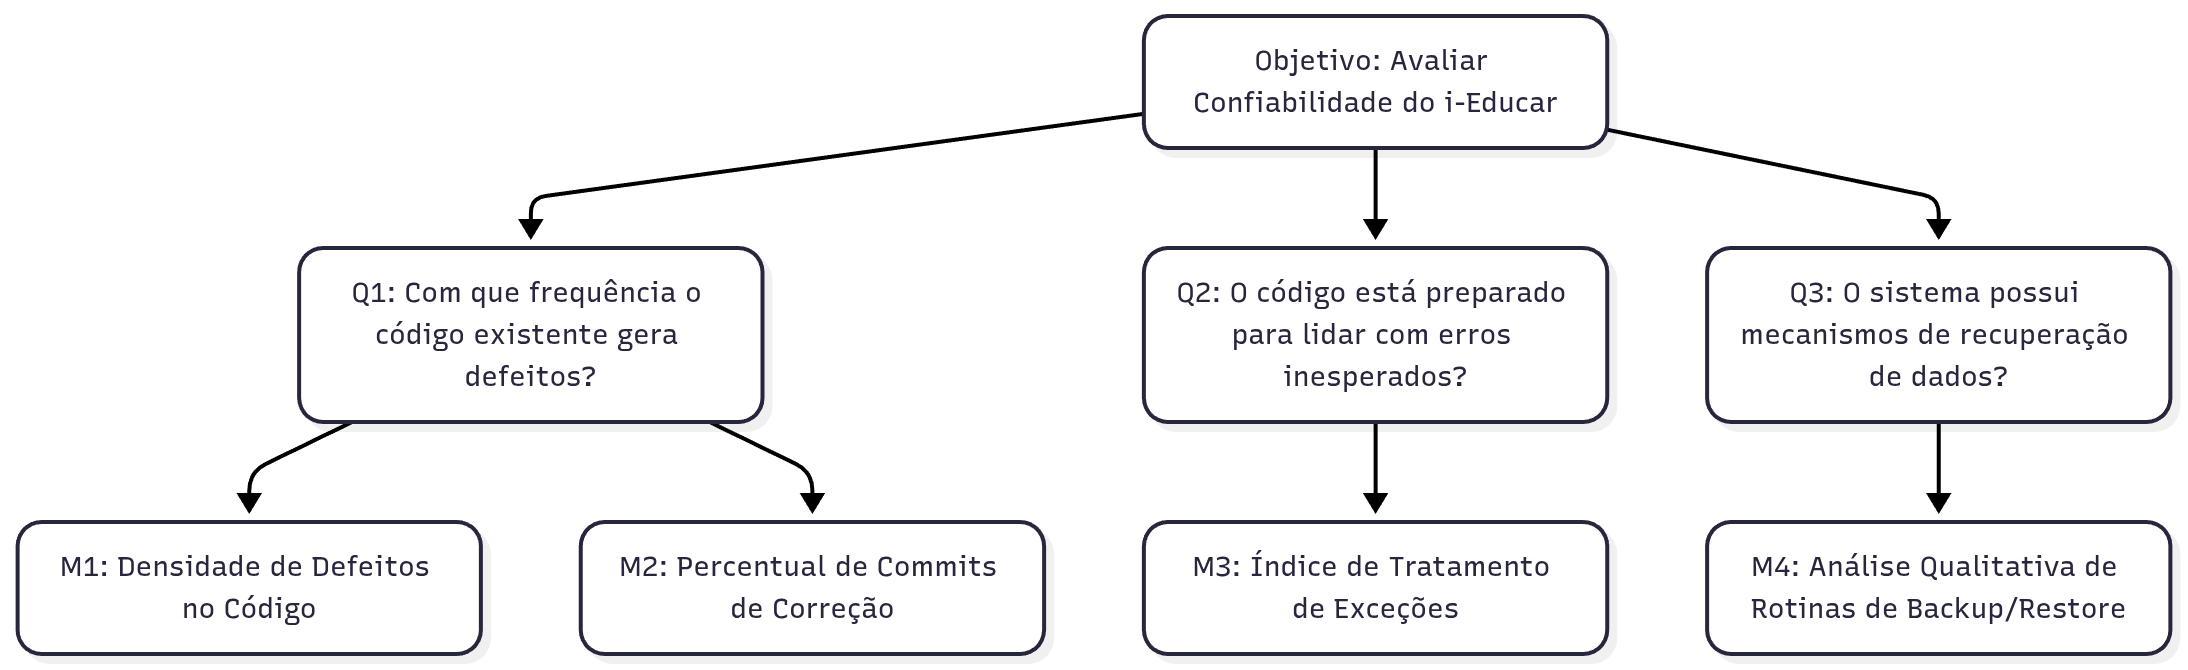 Objetivo: Avaliar
Confiabilidade do i-Educar
Q1: Com que frequência o
código existente gera
defeitos?
Q2: O código está preparado
para lidar com erros
inesperados?
Q3: O sistema possui
mecanismos de recuperação
de dados?
M1: Densidade de Defeitos
no Código
M2: Percentual de Commits
de Correção
M3: Índice de Tratamento
de Exceções
M4: Análise Qualitativa de
Rotinas de Backup/Restore